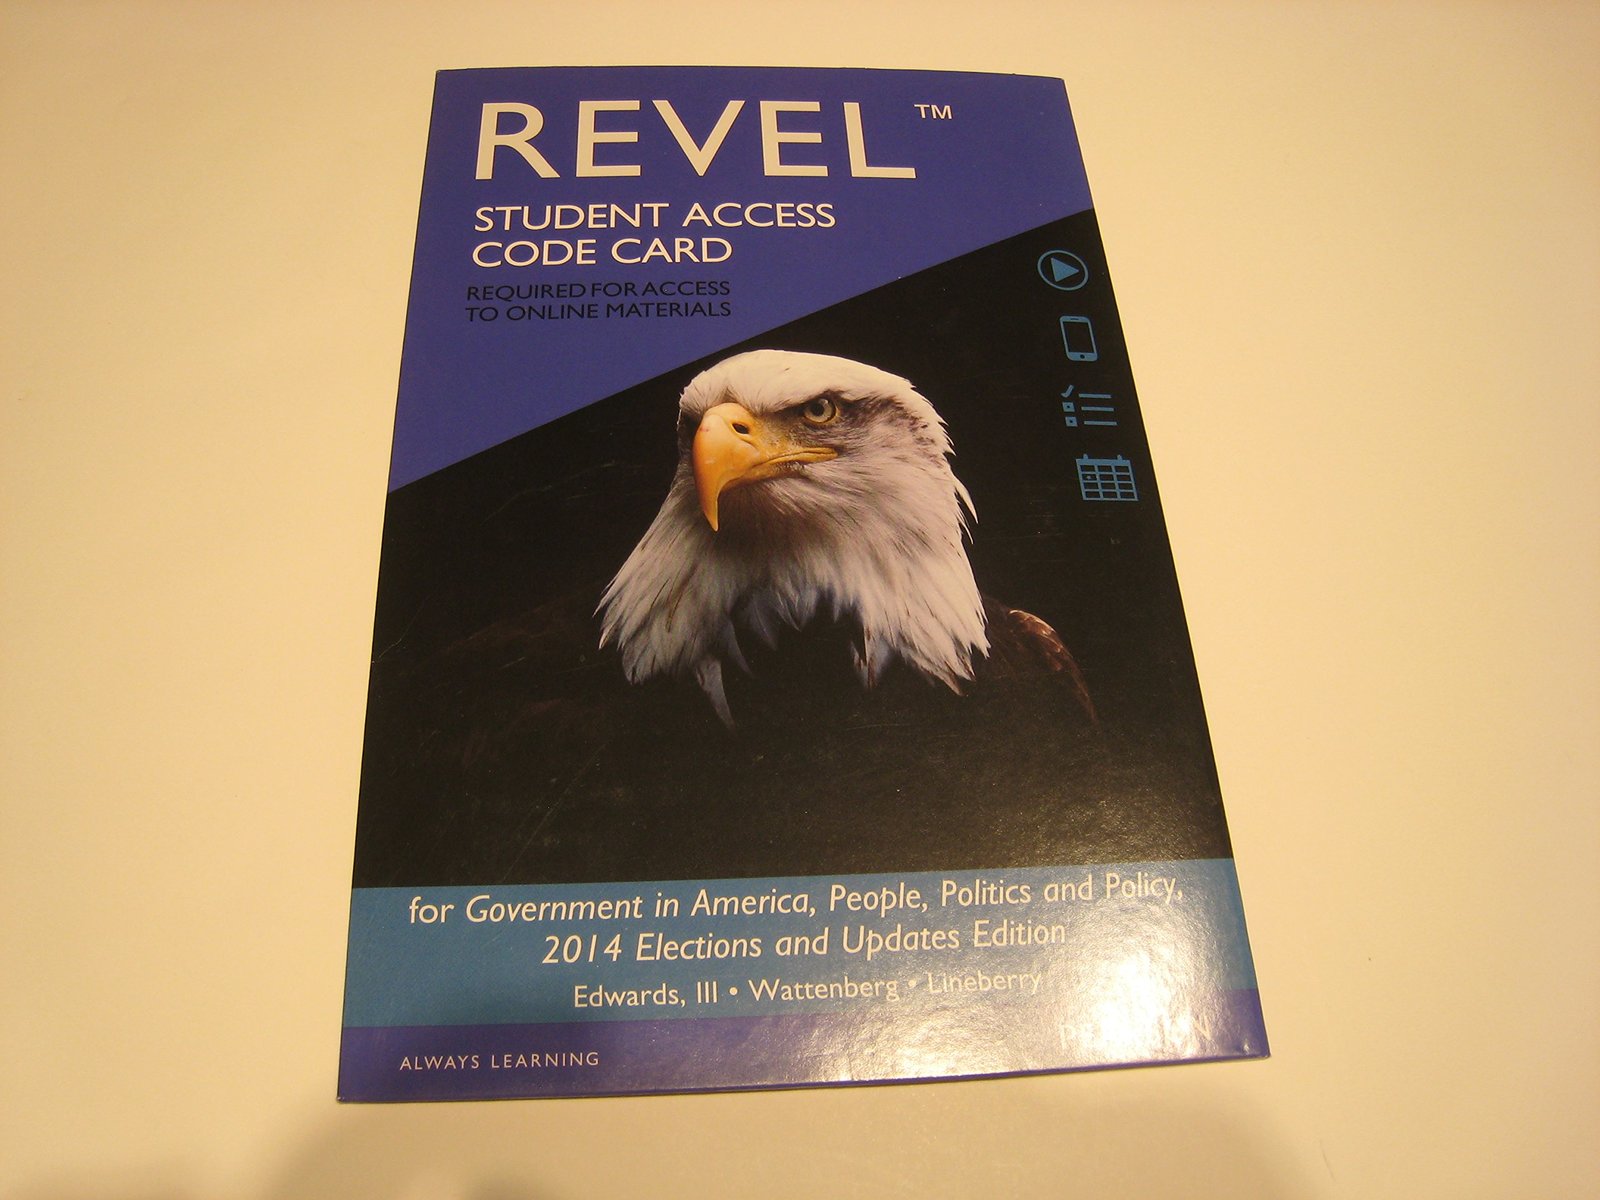 REVEL™
STUDENT ACCESS
CODE CARD
REQUIRED FOR ACCESS
TO ONLINE MATERIALS
for Government in America, People, Politics and Policy,
2014 Elections and Updates Edition
Edwards, III • Wattenberg • Lineberry
ALWAYS LEARNING
PEARSON